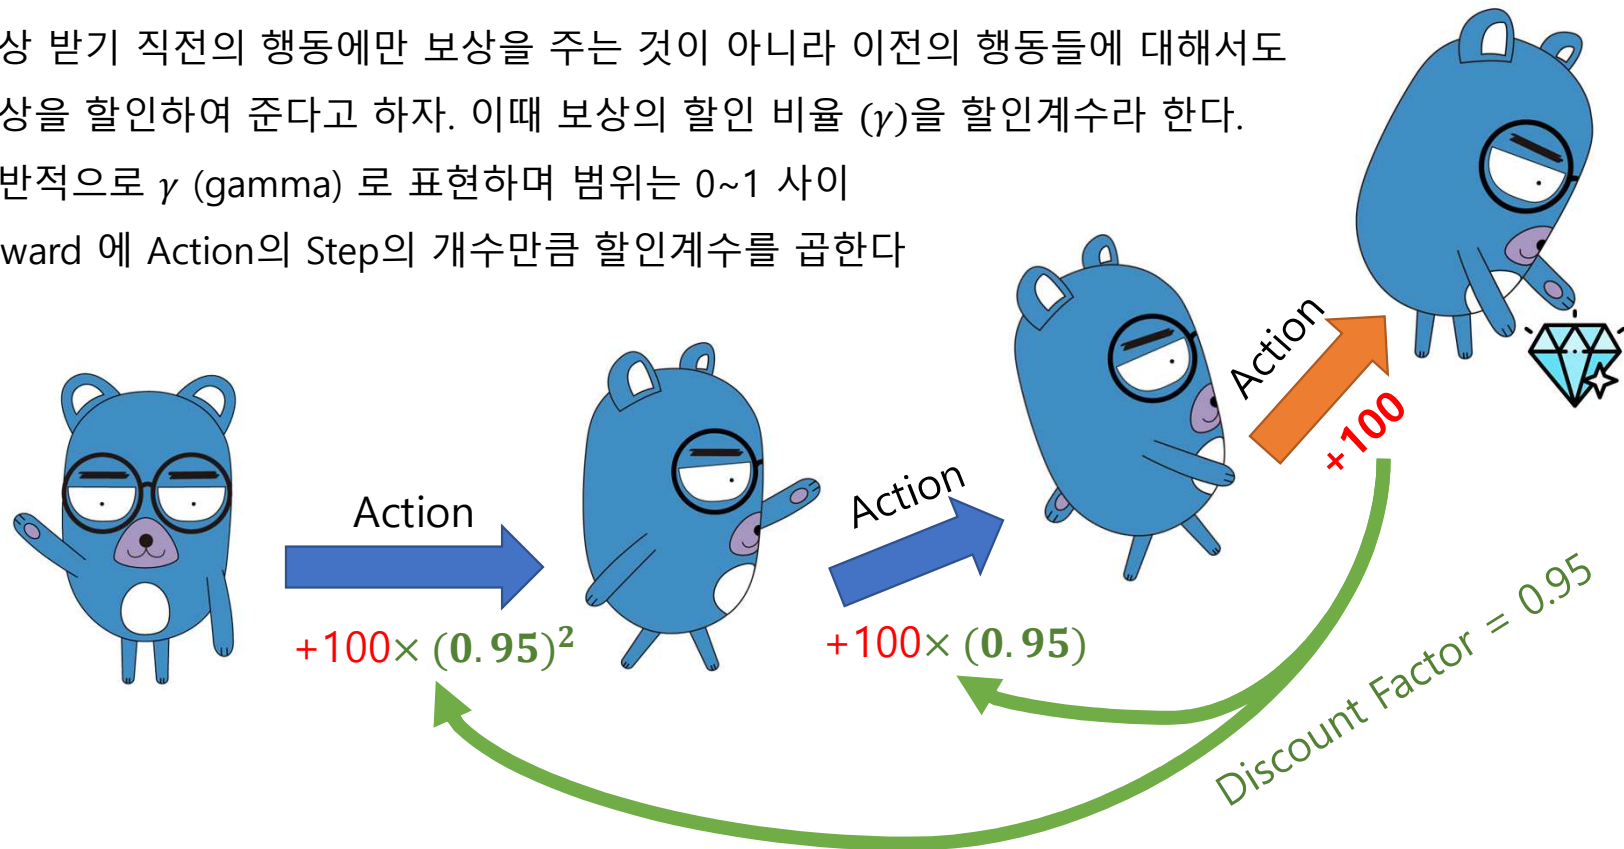 상 받기 직전의 행동에만 보상을 주는 것이 아니라 이전의 행동들에 대해서도
상을 할인하여 준다고 하자. 이때 보상의 할인 비율 (γ)을 할인계수라 한다.
반적으로 γ (gamma) 로 표현하며 범위는 0~1 사이
ward 에 Action의 Step의 개수만큼 할인계수를 곱한다
Action
+100
Action
Action
+100× (0.95)²
+100× (0.95)
Discount Factor = 0.95